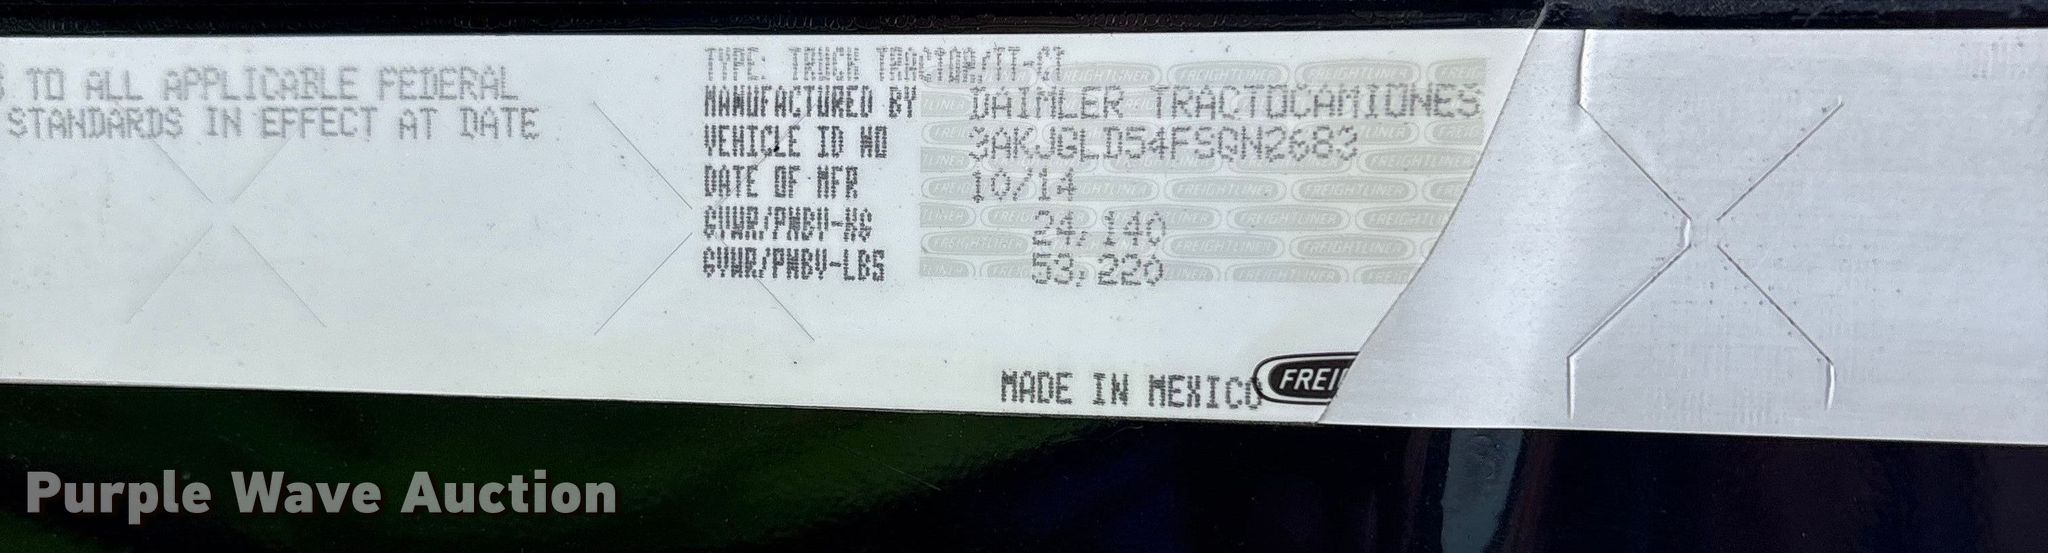 TO ALL APPLICABLE FEDERAL
STANDARDS IN EFFECT AT DATE
TYPE: TRUCK TRACTOR/TT-CT
MANUFACTURED BY DAIMLER TRACTOCAMIONES
VEHICLE ID NO 3AKJGLD54FSGN2683
DATE OF MFR 10/14
GVWR/PNBV-KG 24,140
GVWR/PNBV-LBS 53,220
MADE IN MEXICO FREI
Purple Wave Auction